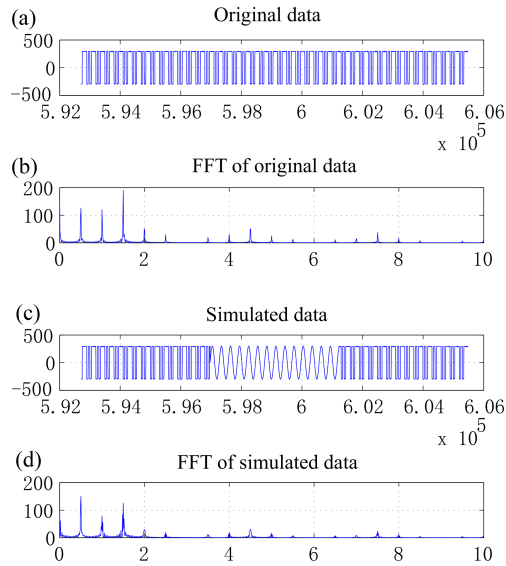 (a) Original data
500
0
-500
5.92 5.94 5.96 5.98 6 6.02 6.04 6.06
x 10^5
(b) FFT of original data
200
100
0
0 2 4 6 8 10
(c) Simulated data
500
0
-500
5.92 5.94 5.96 5.98 6 6.02 6.04 6.06
x 10^5
(d) FFT of simulated data
200
100
0
0 2 4 6 8 10